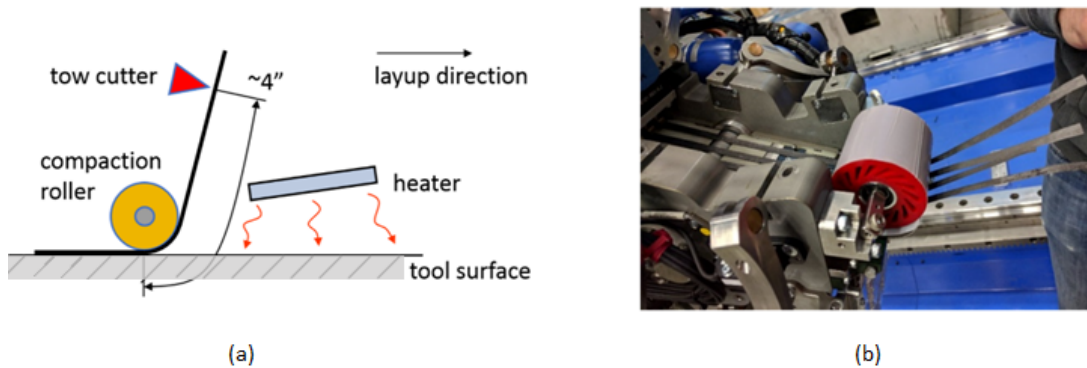 tow cutter
~4”
layup direction
compaction
roller
heater
tool surface
(a)
(b)